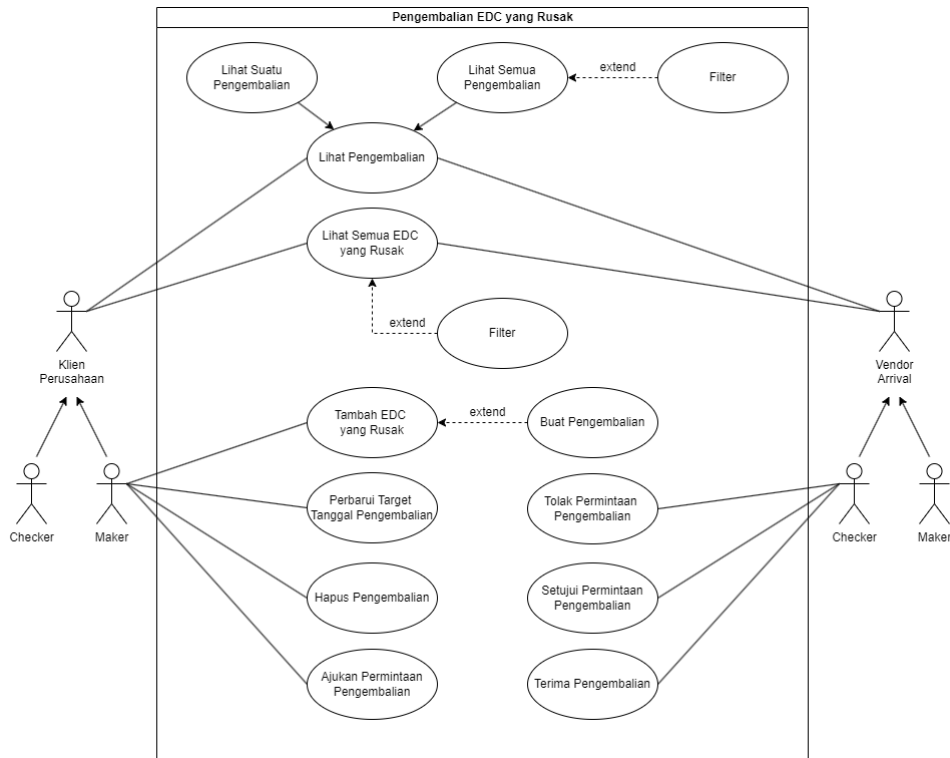 Pengembalian EDC yang Rusak
Lihat Suatu
Pengembalian
Lihat Semua
Pengembalian
extend
Filter
Lihat Pengembalian
Lihat Semua EDC
yang Rusak
extend
Filter
Klien
Perusahaan
Vendor
Arrival
Tambah EDC
yang Rusak
extend
Buat Pengembalian
Checker
Maker
Perbarui Target
Tanggal Pengembalian
Tolak Permintaan
Pengembalian
Checker
Maker
Hapus Pengembalian
Setujui Permintaan
Pengembalian
Ajukan Permintaan
Pengembalian
Terima Pengembalian